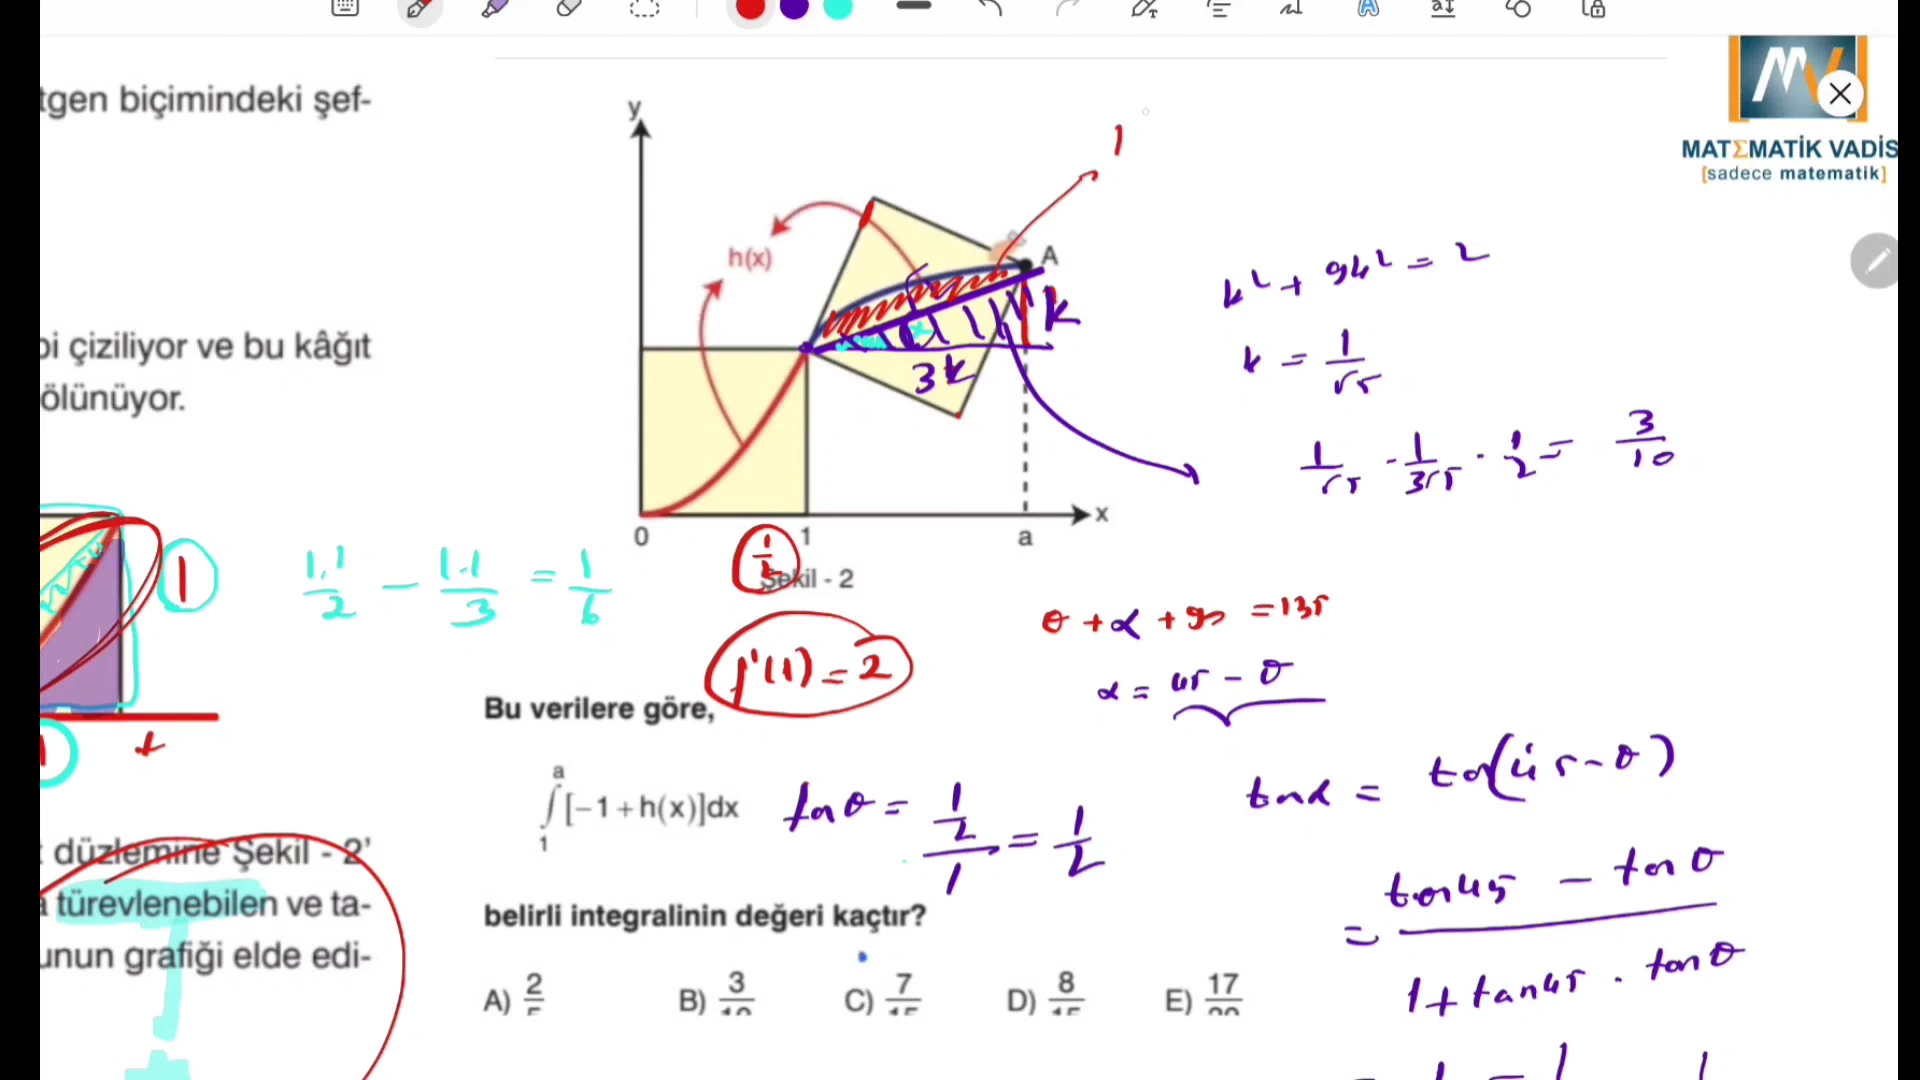 tgen biçimindeki şef-
pi çiziliyor ve bu kâğıt
ölünüyor.
düzlemine Şekil - 2'
türevlenebilen ve ta-
unun grafiği elde edi-
1
1.1/2 - 1.1/3 = 1/6
y
h(x)
A
1
k
3k
0
1
a
x
Şekil - 2
f'(1) = 2
Bu verilere göre,
∫₁ᵃ [–1 + h(x)]dx
tan θ = (1/2)/1 = 1/2
belirli integralinin değeri kaçtır?
A) 2/5 B) 3/10 C) 7/15 D) 8/15 E) 17/20
k² + 9k² = 2
k = 1/√5
1/√5 · 1/3√5 · 1/2 = 3/10
θ + α + 90 = 135
α = 45 - θ
tan α = tan(45 - θ)
= (tan 45 - tan θ)/(1 + tan 45 . tan θ)
MATΣMATİK VADİS
[sadece matematik]